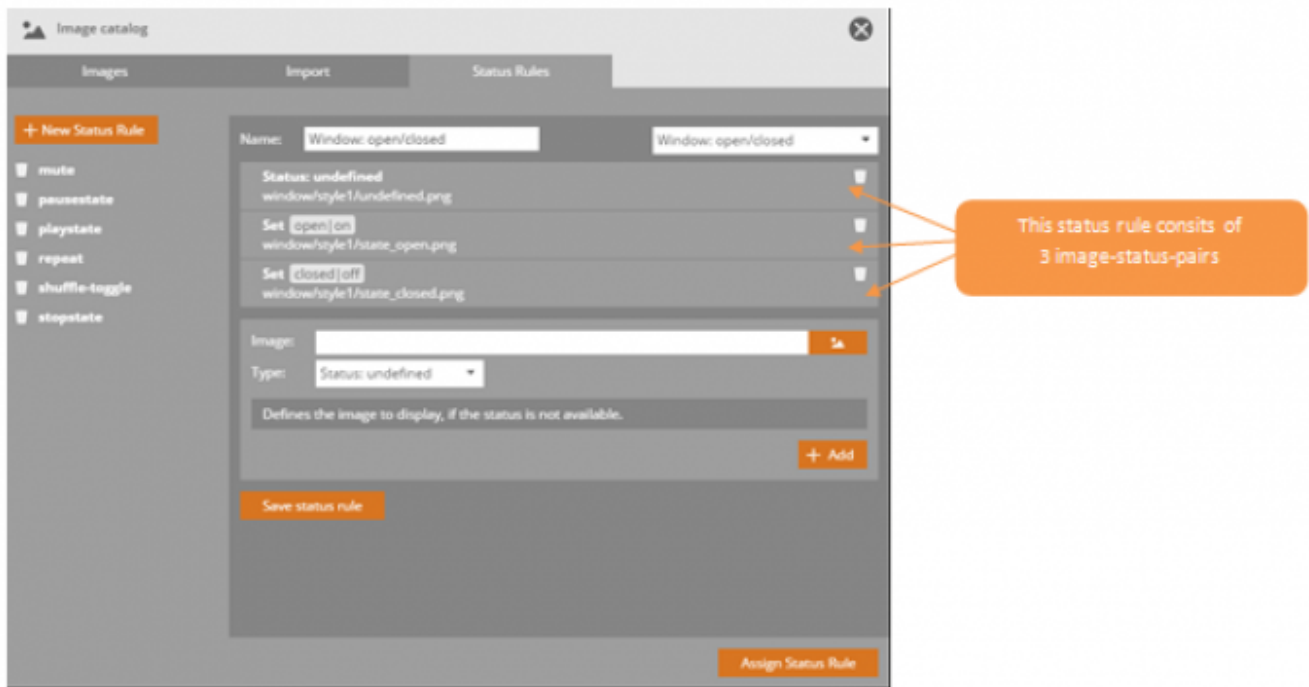 Image catalog
Images
Import
Status Rules
+ New Status Rule
mute
pausestate
playstate
repeat
shuffle-toggle
stopstate
Name: Window: open/closed
Window: open/closed
Status: undefined
window/style1/undefined.png
Set open|on
window/style1/state_open.png
Set closed|off
window/style1/state_closed.png
Image:
Type: Status: undefined
Defines the image to display, if the status is not available.
+ Add
Save status rule
Assign Status Rule
This status rule consits of
3 image-status-pairs